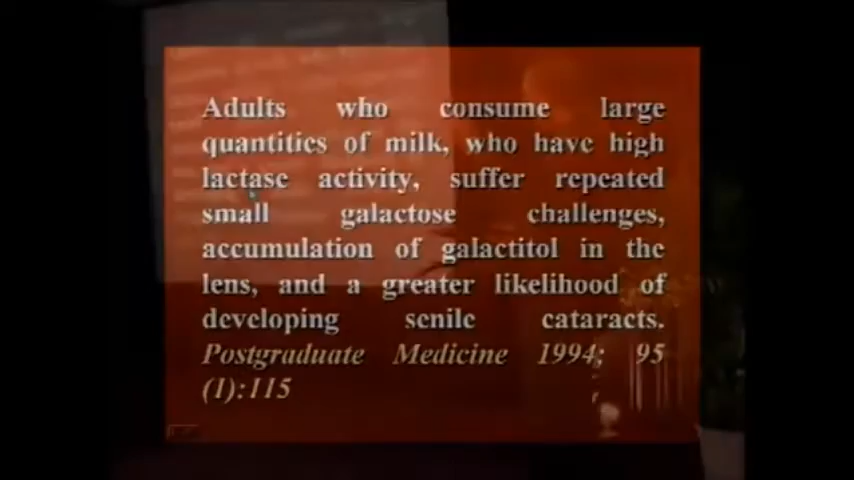 Adults who consume large
quantities of milk, who have high
lactase activity, suffer repeated
small galactose challenges,
accumulation of galactitol in the
lens, and a greater likelihood of
developing senile cataracts.
Postgraduate Medicine 1994; 95
(1):115